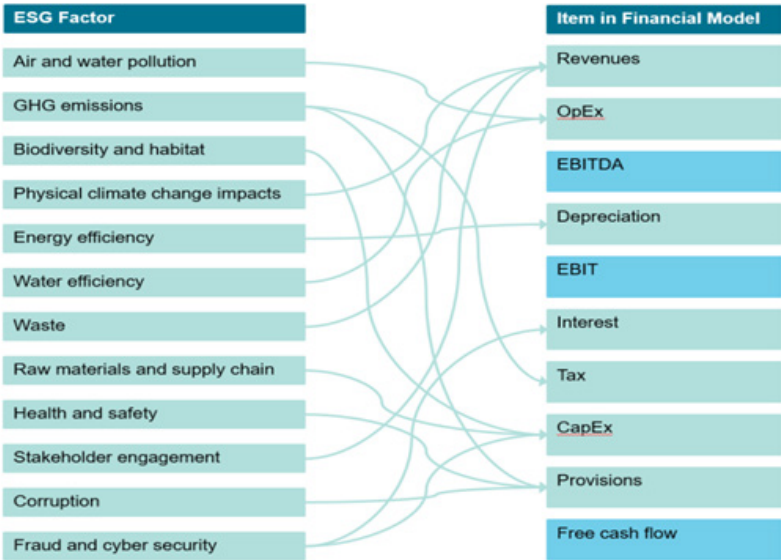 ESG Factor
Air and water pollution
GHG emissions
Biodiversity and habitat
Physical climate change impacts
Energy efficiency
Water efficiency
Waste
Raw materials and supply chain
Health and safety
Stakeholder engagement
Corruption
Fraud and cyber security
Item in Financial Model
Revenues
OpEx
EBITDA
Depreciation
EBIT
Interest
Tax
CapEx
Provisions
Free cash flow